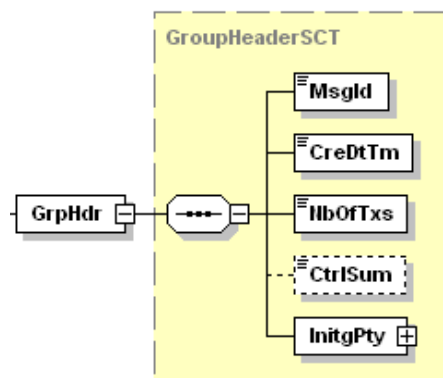 GroupHeaderSCT
MsgId
CreDtTm
GrpHdr
NbOfTxs
CtrlSum
InitgPty